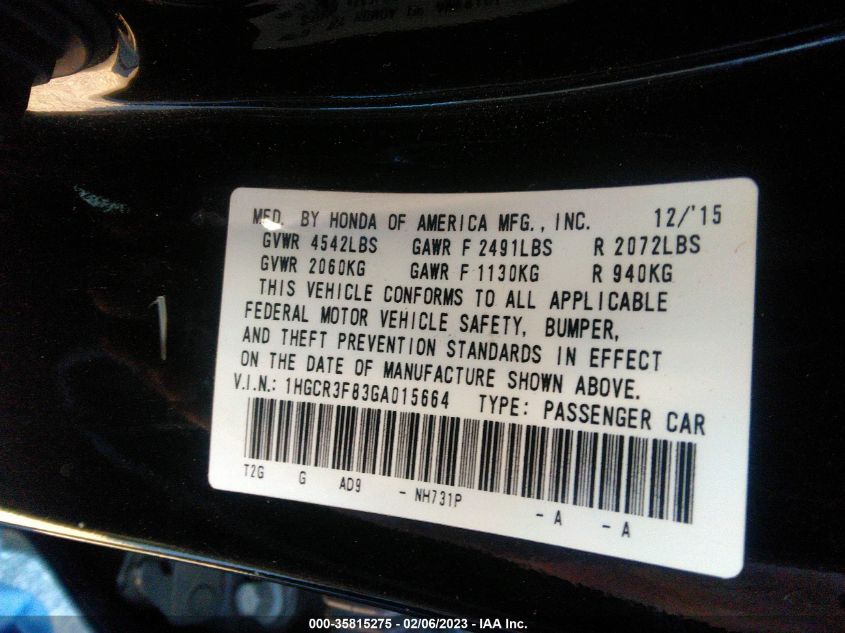 MFD. BY HONDA OF AMERICA MFG., INC. 12/'15
GVWR 4542LBS GAWR F 2491LBS R 2072LBS
GVWR 2060KG GAWR F 1130KG R 940KG
THIS VEHICLE CONFORMS TO ALL APPLICABLE
FEDERAL MOTOR VEHICLE SAFETY, BUMPER,
AND THEFT PREVENTION STANDARDS IN EFFECT
ON THE DATE OF MANUFACTURE SHOWN ABOVE.
V.I.N.: 1HGCR3F83GA015664 TYPE: PASSENGER CAR
T2G G AD9 - NH731P - A - A
000-35815275 - 02/06/2023 - IAA Inc.